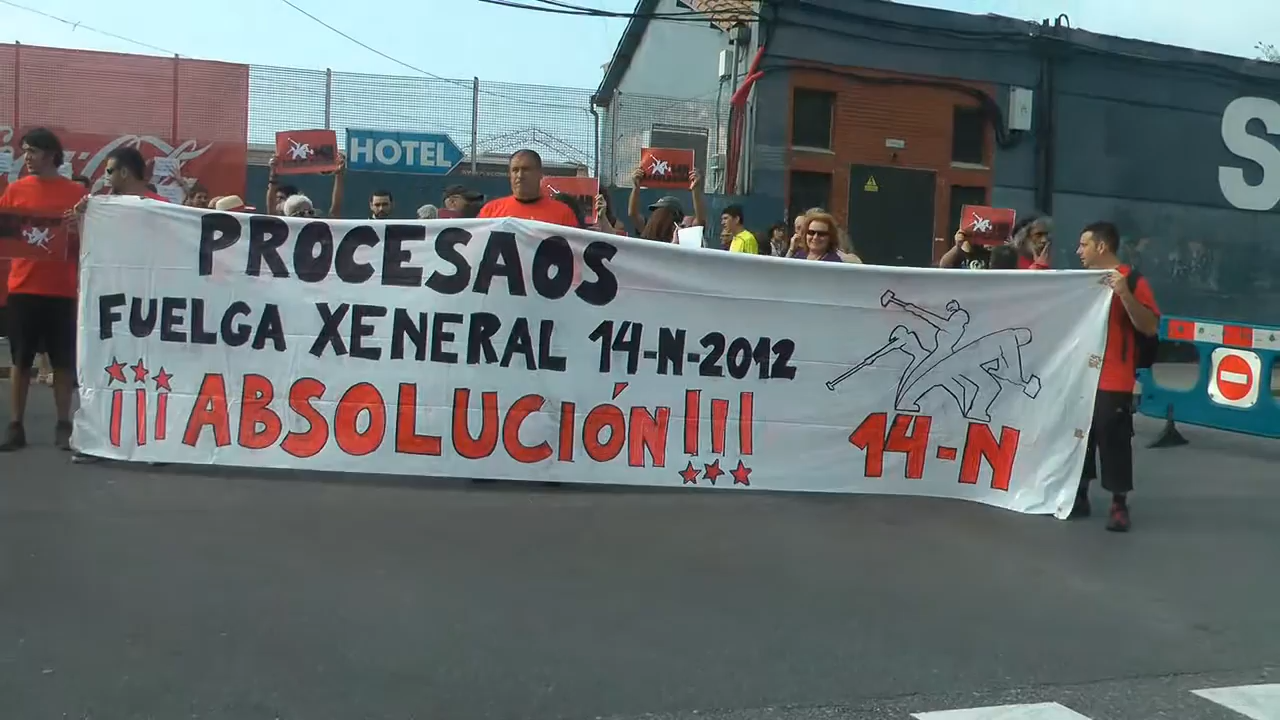 HOTEL
S
PROCESAOS
FUELGA XENERAL 14-N-2012
¡¡¡ABSOLUCIÓN!!!
14-N